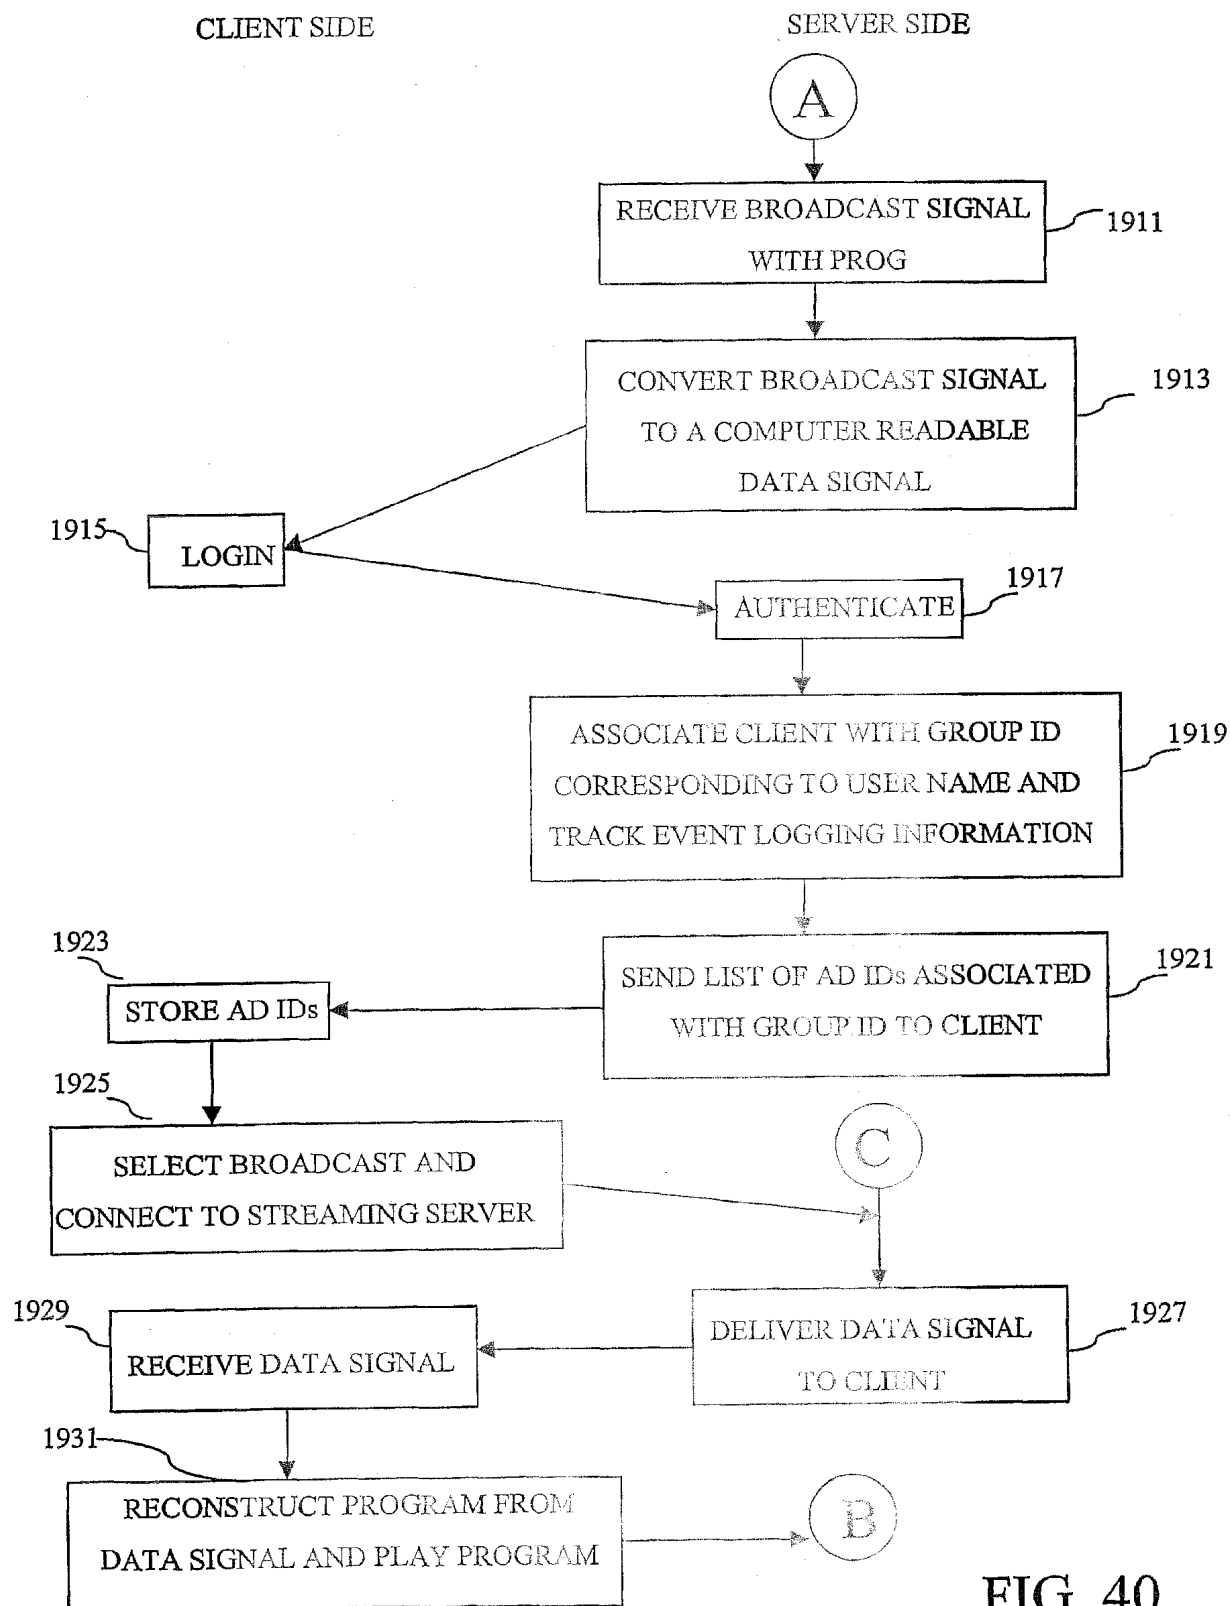 CLIENT SIDE
SERVER SIDE
A
RECEIVE BROADCAST SIGNAL
WITH PROG
1911
CONVERT BROADCAST SIGNAL
TO A COMPUTER READABLE
DATA SIGNAL
1913
1915
LOGIN
AUTHENTICATE
1917
ASSOCIATE CLIENT WITH GROUP ID
CORRESPONDING TO USER NAME AND
TRACK EVENT LOGGING INFORMATION
1919
SEND LIST OF AD IDs ASSOCIATED
WITH GROUP ID TO CLIENT
1921
1923
STORE AD IDs
1925
SELECT BROADCAST AND
CONNECT TO STREAMING SERVER
C
DELIVER DATA SIGNAL
TO CLIENT
1927
1929
RECEIVE DATA SIGNAL
1931
RECONSTRUCT PROGRAM FROM
DATA SIGNAL AND PLAY PROGRAM
B
FIG. 40